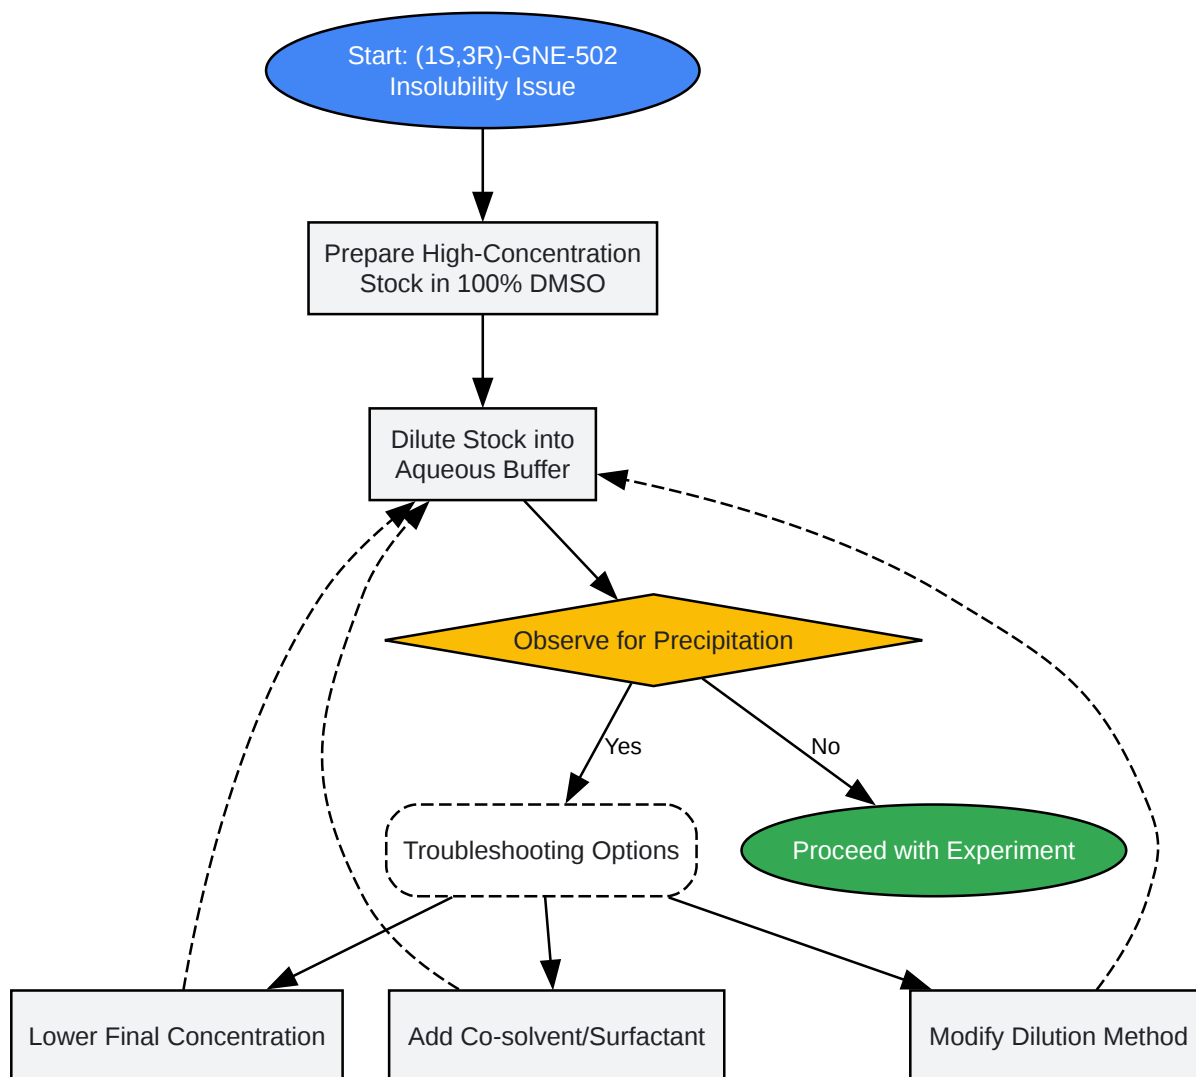 Start: (1S,3R)-GNE-502
Insolubility Issue
Prepare High-Concentration
Stock in 100% DMSO
Dilute Stock into
Aqueous Buffer
Observe for Precipitation
Yes
No
Troubleshooting Options
Proceed with Experiment
Lower Final Concentration
Add Co-solvent/Surfactant
Modify Dilution Method